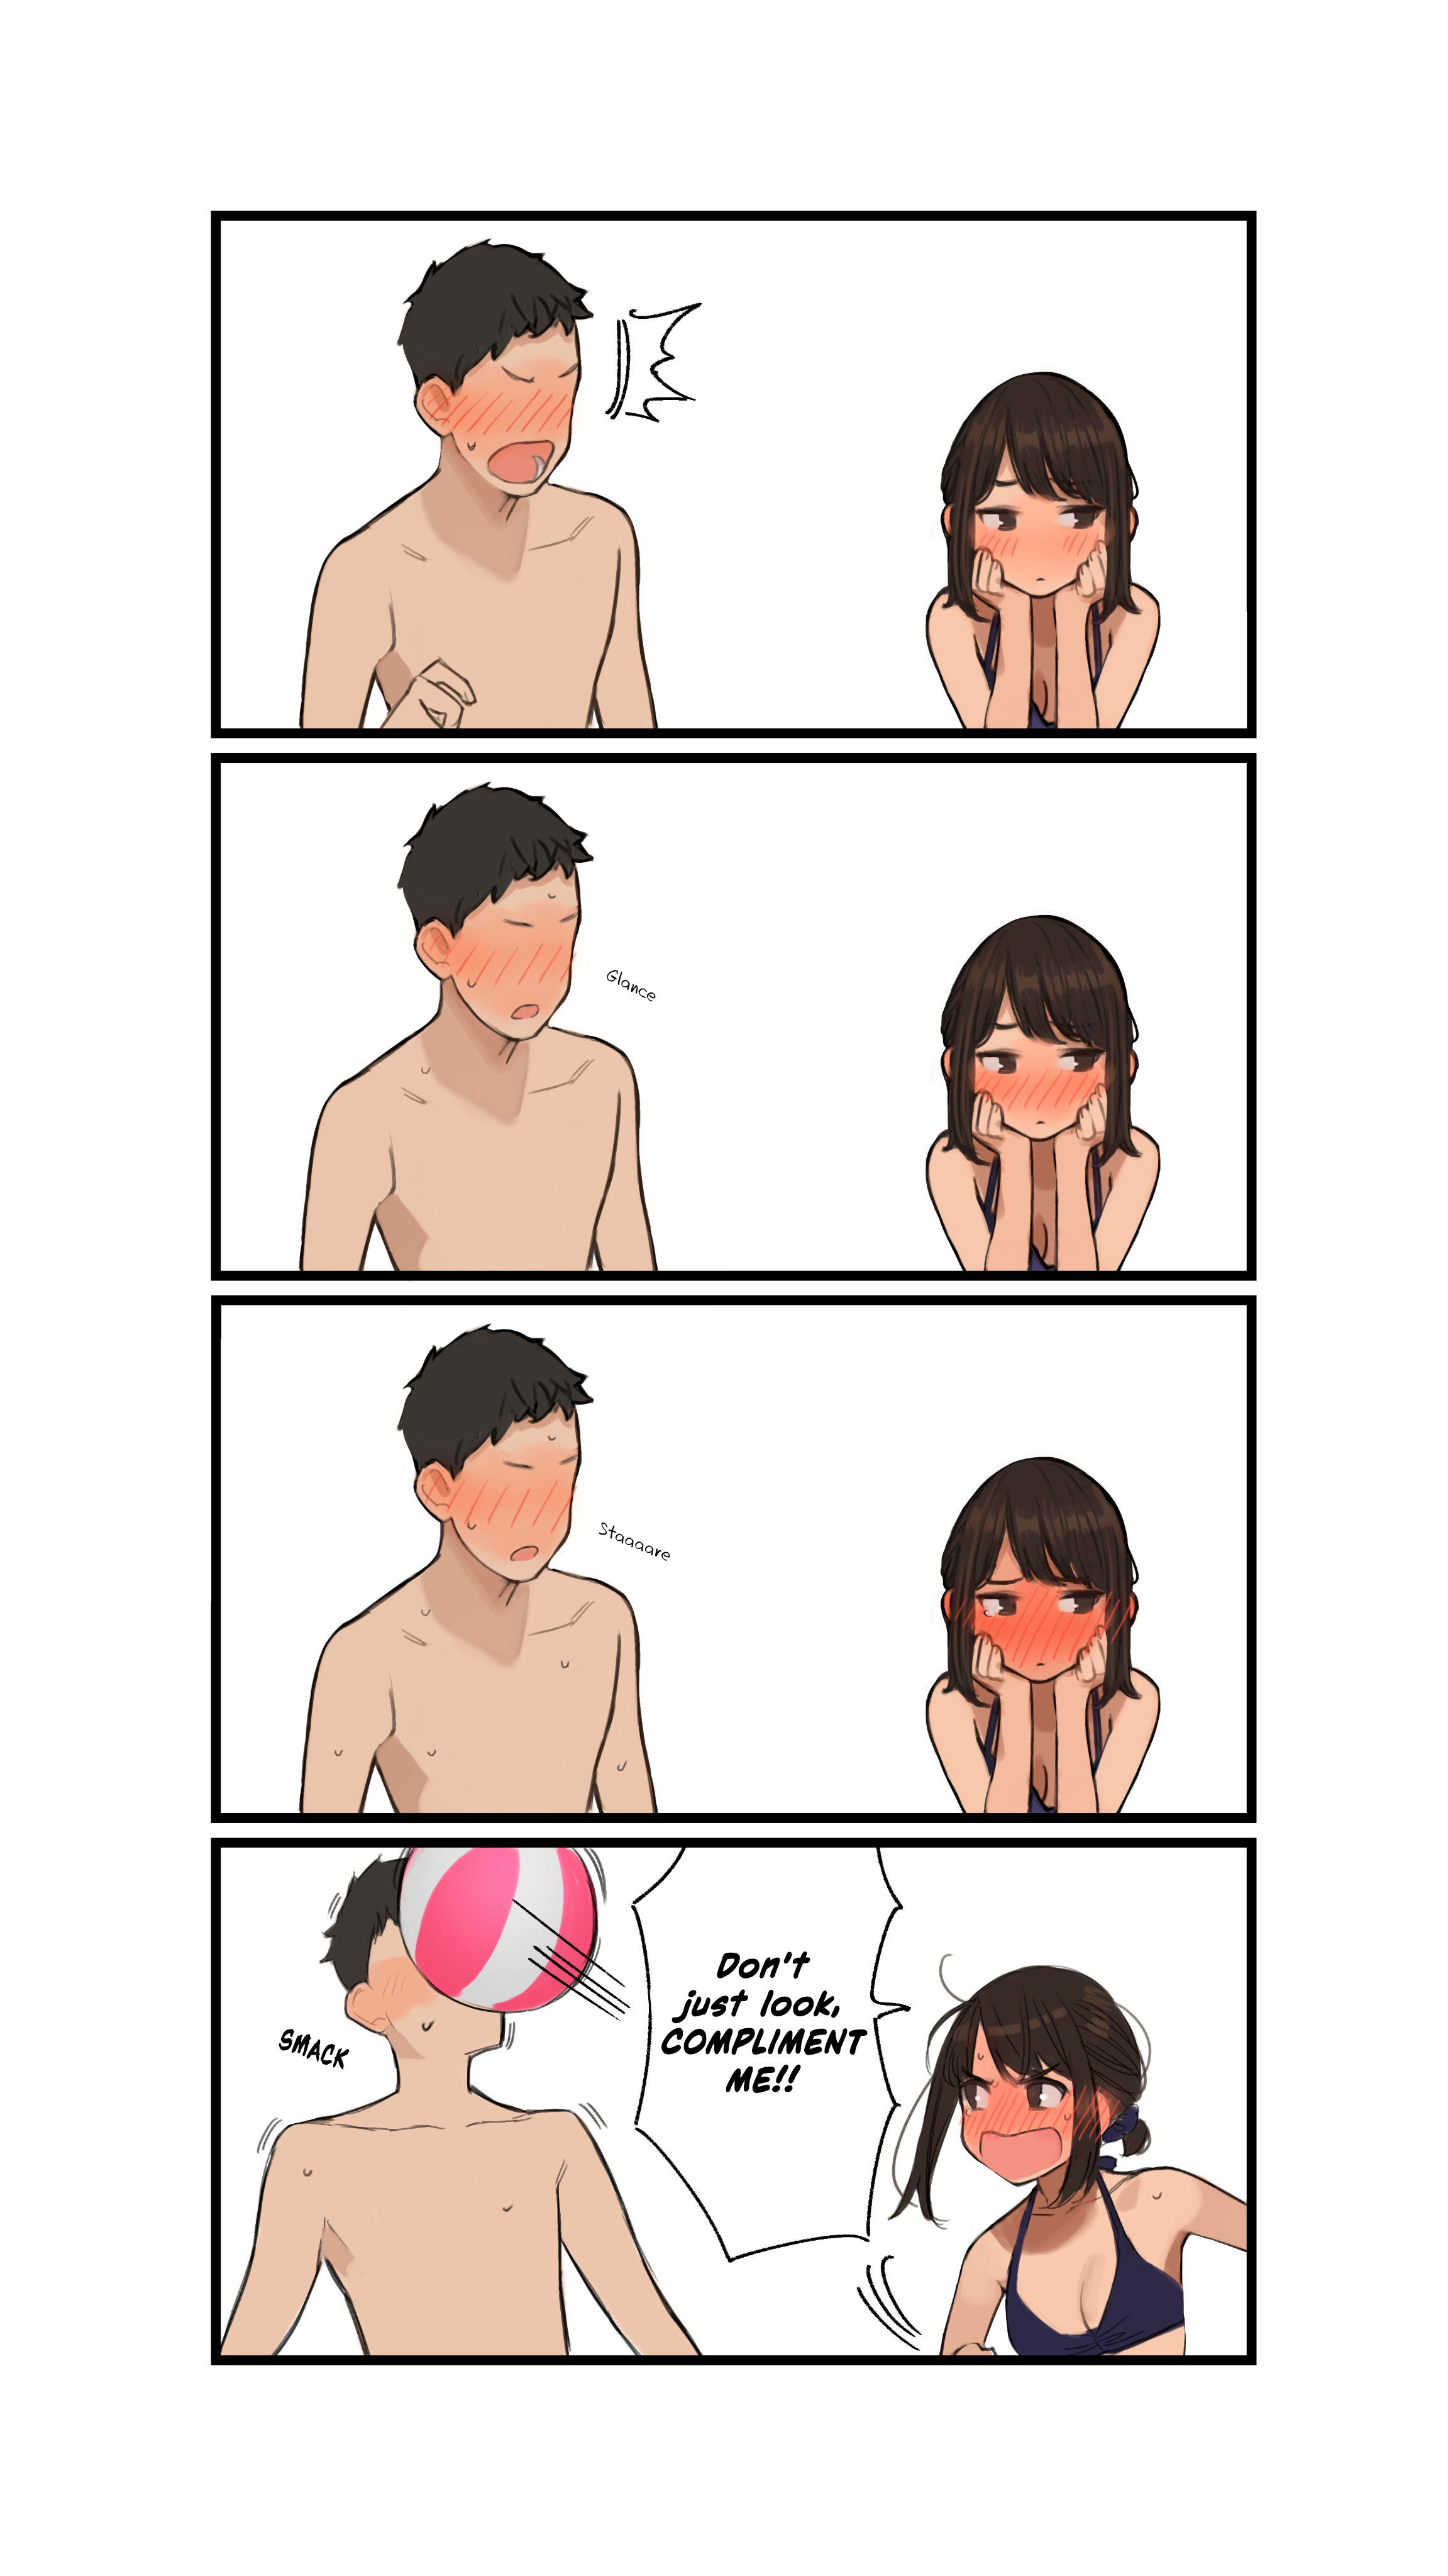 Glance
Staaaare
SMACK
Don't
just look,
COMPLIMENT
ME!!